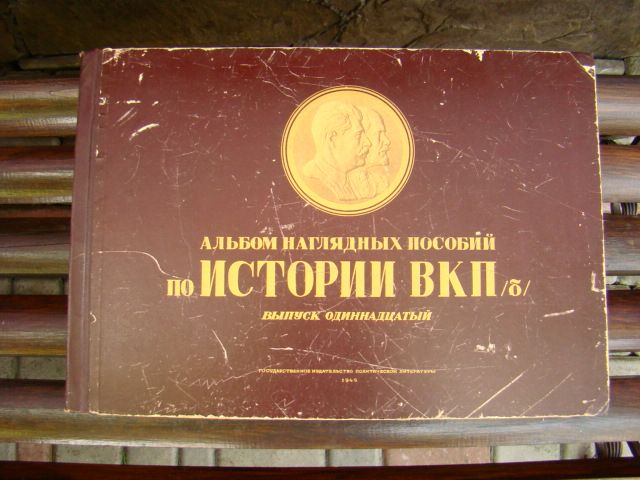 АЛЬБОМ НАГЛЯДНЫХ ПОСОБИЙ
ПО ИСТОРИИ ВКП /б/
ВЫПУСК ОДИННАДЦАТЫЙ
ГОСУДАРСТВЕННОЕ ИЗДАТЕЛЬСТВО ПОЛИТИЧЕСКОЙ ЛИТЕРАТУРЫ